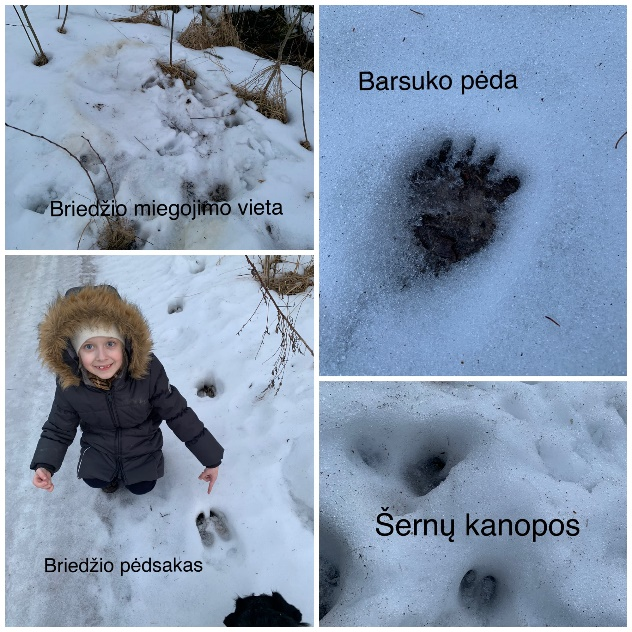 Briedžio miegojimo vieta
Barsuko pėda
Briedžio pėdsakas
Šernų kanopos